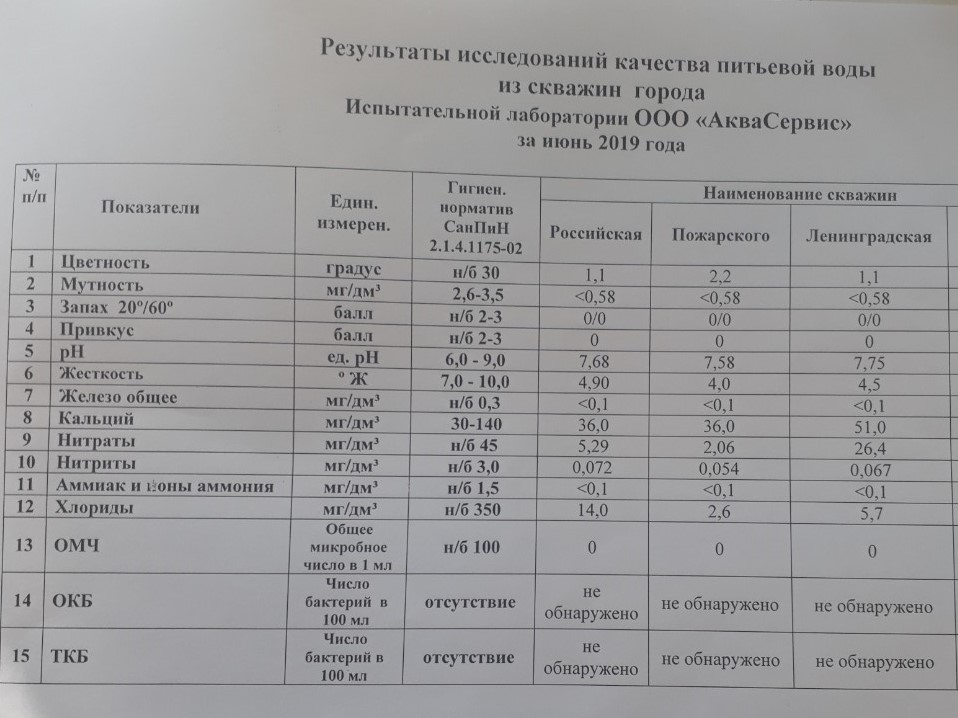 Результаты исследований качества питьевой воды
из скважин города
Испытательной лаборатории ООО «АкваСервис»
за июнь 2019 года
№ п/п Показатели Един. измерен. Гигиен. норматив СанПиН 2.1.4.1175-02 Наименование скважин
Российская Пожарского Ленинградская
1 Цветность градус н/б 30 1,1 2,2 1,1
2 Мутность мг/дм³ 2,6-3,5 <0,58 <0,58 <0,58
3 Запах 20º/60º балл н/б 2-3 0/0 0/0 0/0
4 Привкус балл н/б 2-3 0 0 0
5 рН ед. рН 6,0 - 9,0 7,68 7,58 7,75
6 Жесткость º Ж 7,0 - 10,0 4,90 4,0 4,5
7 Железо общее мг/дм³ н/б 0,3 <0,1 <0,1 <0,1
8 Кальций мг/дм³ 30-140 36,0 36,0 51,0
9 Нитраты мг/дм³ н/б 45 5,29 2,06 26,4
10 Нитриты мг/дм³ н/б 3,0 0,072 0,054 0,067
11 Аммиак и ионы аммония мг/дм³ н/б 1,5 <0,1 <0,1 <0,1
12 Хлориды мг/дм³ н/б 350 14,0 2,6 5,7
13 ОМЧ Общее микробное число в 1 мл н/б 100 0 0 0
14 ОКБ Число бактерий в 100 мл отсутствие не обнаружено не обнаружено не обнаружено
15 ТКБ Число бактерий в 100 мл отсутствие не обнаружено не обнаружено не обнаружено